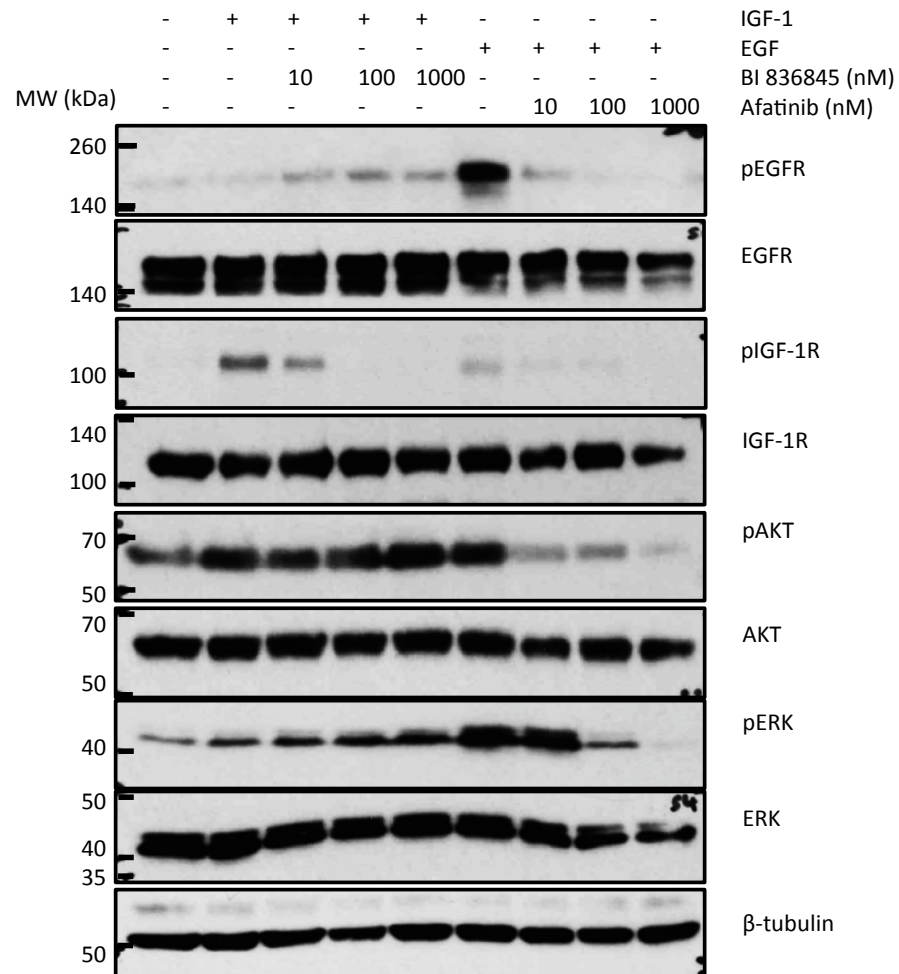 - + + + + - - - - IGF-1
- - - - - + + + + EGF
- - 10 100 1000 - - - - BI 836845 (nM)
MW (kDa) - - - - - - 10 100 1000 Afatinib (nM)
260
pEGFR
140
EGFR
140
pIGF-1R
100
140
IGF-1R
100
pAKT
70
50
70
AKT
50
pERK
40
50
ERK
40
35
β-tubulin
50